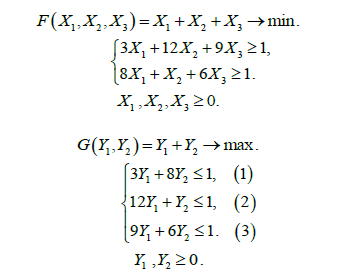 F(X₁,X₂,X₃)=X₁+X₂+X₃→min.
3X₁+12X₂+9X₃≥1,
8X₁+X₂+6X₃≥1.
X₁,X₂,X₃≥0.
G(Y₁,Y₂)=Y₁+Y₂→max.
3Y₁+8Y₂≤1, (1)
12Y₁+Y₂≤1, (2)
9Y₁+6Y₂≤1. (3)
Y₁,Y₂≥0.